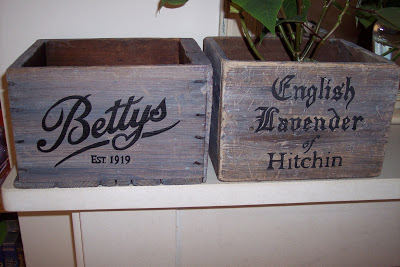 Bettys
EST 1919
English
Lavender
of
Hitchin